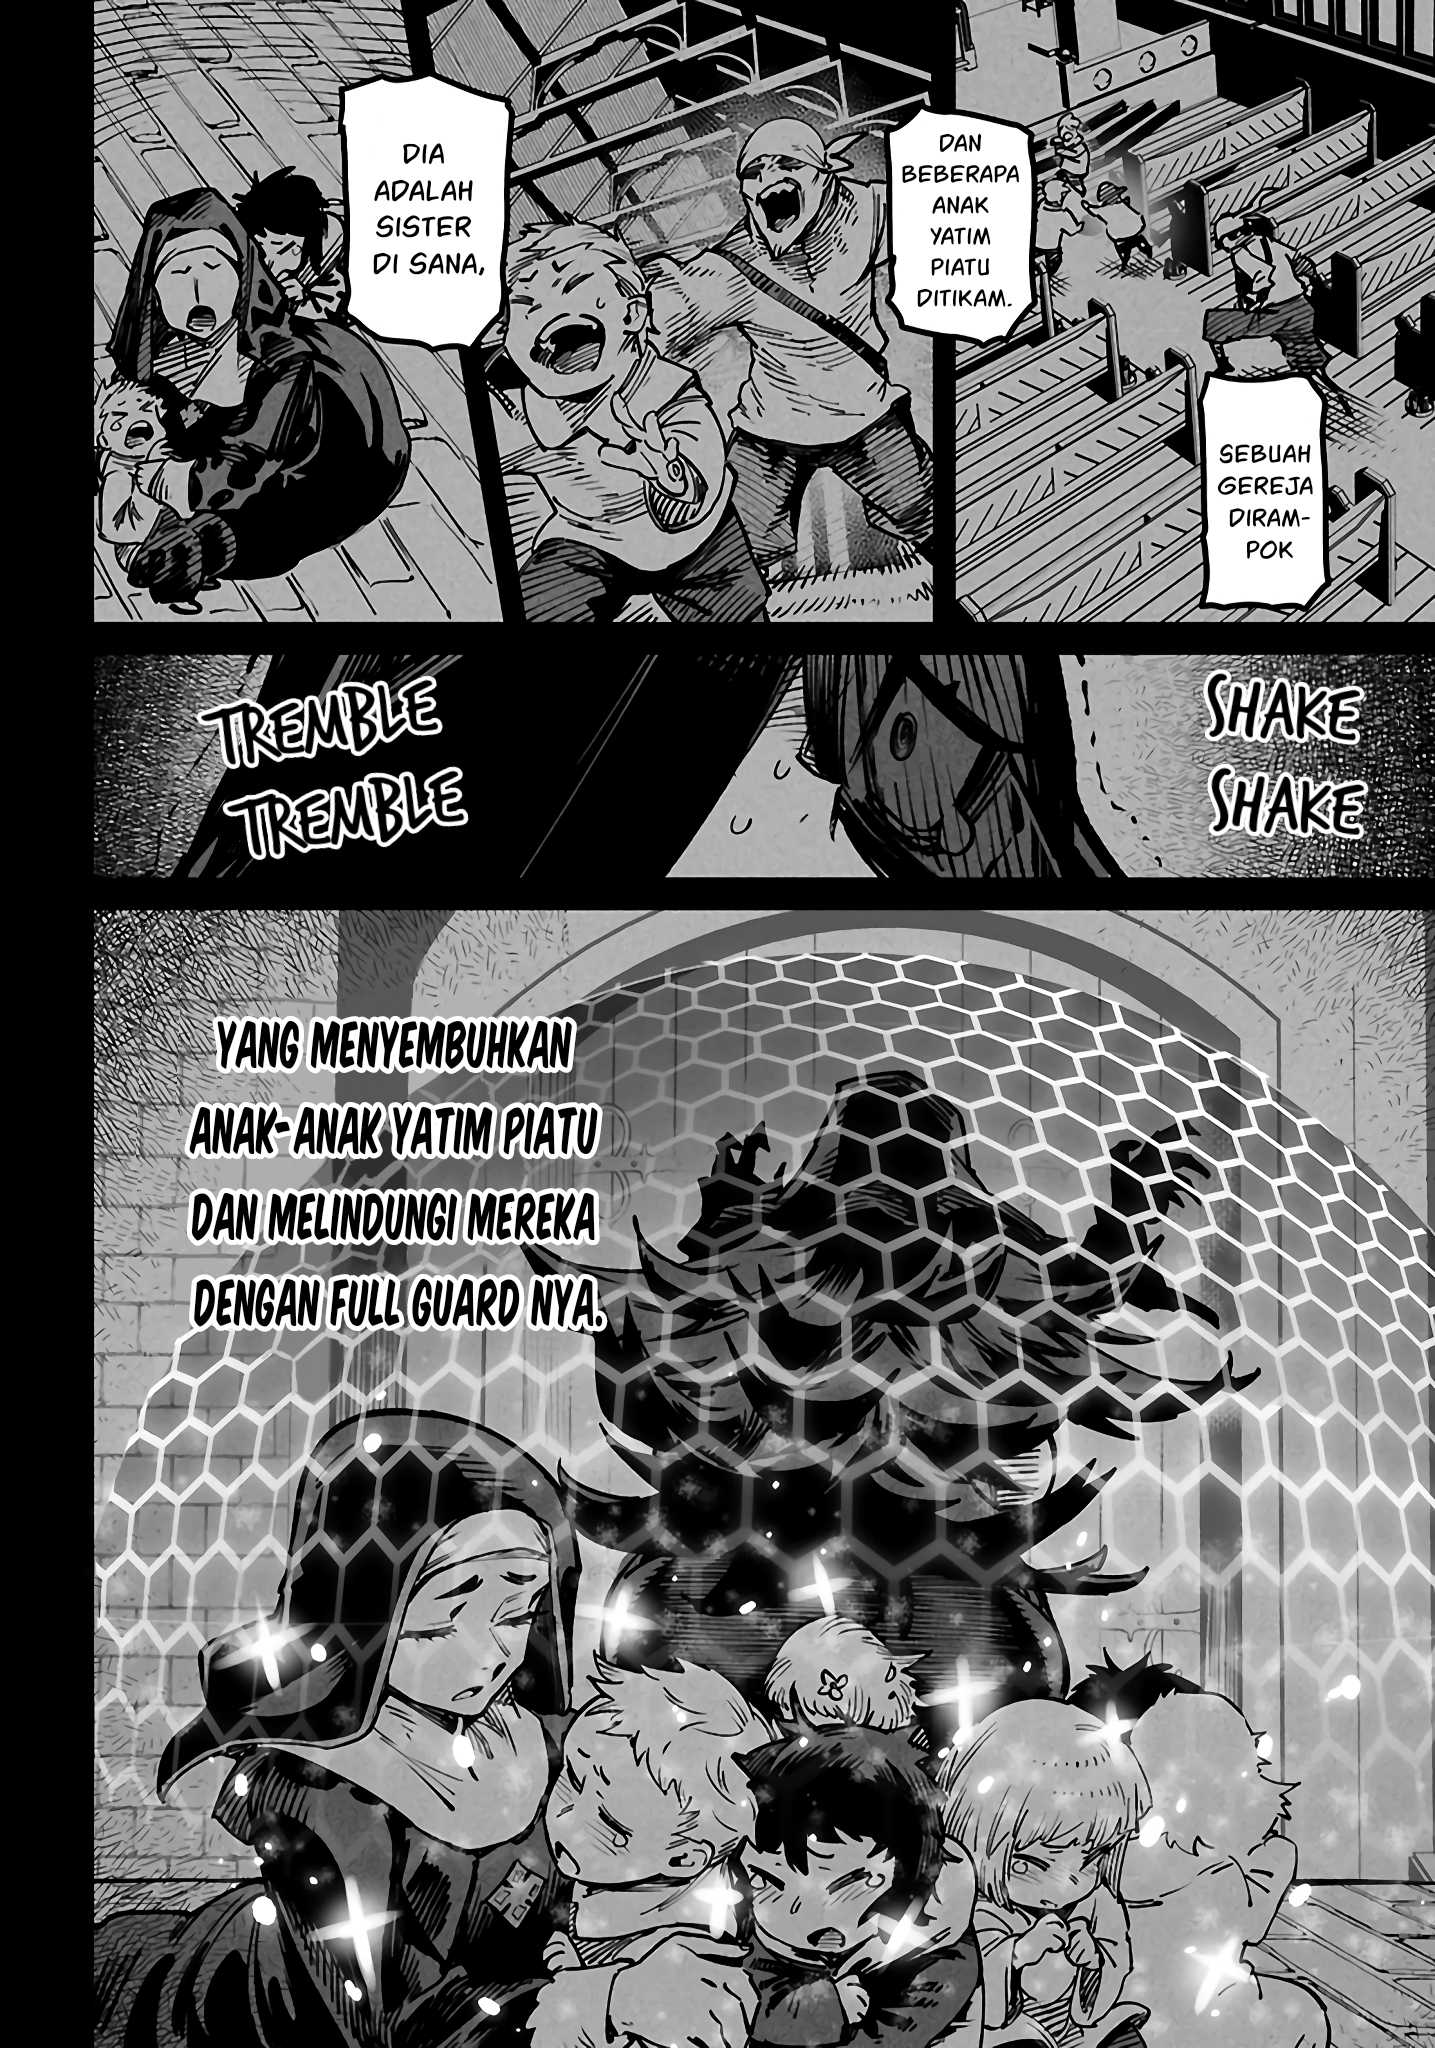 SEBUAH
GEREJA
DIRAM-
POK
DAN
BEBERAPA
ANAK
YATIM
PIATU
DITIKAM.
DIA
ADALAH
SISTER
DI SANA,
SHAKE
SHAKE
TREMBLE
TREMBLE
YANG MENYEMBUHKAN
ANAK-ANAK YATIM PIATU
DAN MELINDUNGI MEREKA
DENGAN FULL GUARD NYA.